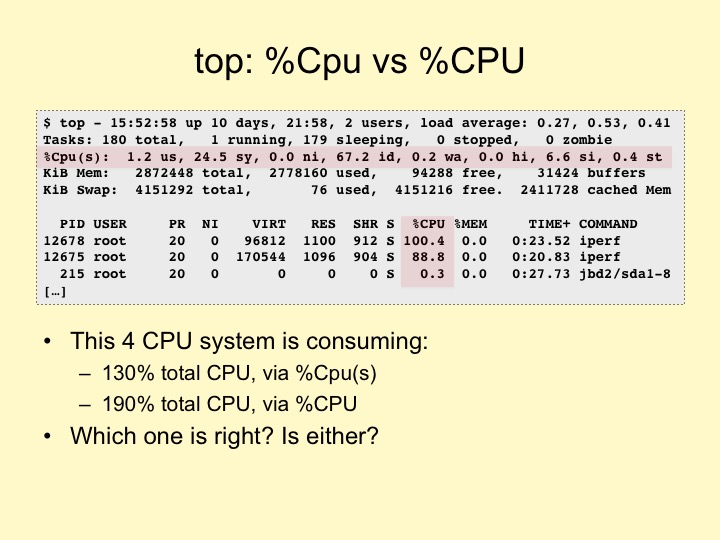 top: %Cpu vs %CPU
$ top - 15:52:58 up 10 days, 21:58, 2 users, load average: 0.27, 0.53, 0.41
Tasks: 180 total,   1 running, 179 sleeping,   0 stopped,   0 zombie
%Cpu(s):  1.2 us, 24.5 sy, 0.0 ni, 67.2 id, 0.2 wa, 0.0 hi, 6.6 si, 0.4 st
KiB Mem:   2872448 total,  2778160 used,    94288 free,    31424 buffers
KiB Swap:  4151292 total,       76 used,  4151216 free.  2411728 cached Mem
  PID USER     PR  NI    VIRT   RES  SHR S  %CPU %MEM     TIME+ COMMAND
12678 root     20   0   96812  1100  912 S 100.4  0.0   0:23.52 iperf
12675 root     20   0  170544  1096  904 S  88.8  0.0   0:20.83 iperf
  215 root     20   0       0     0    0 S   0.3  0.0   0:27.73 jbd2/sda1-8
[…]
• This 4 CPU system is consuming:
– 130% total CPU, via %Cpu(s)
– 190% total CPU, via %CPU
• Which one is right? Is either?